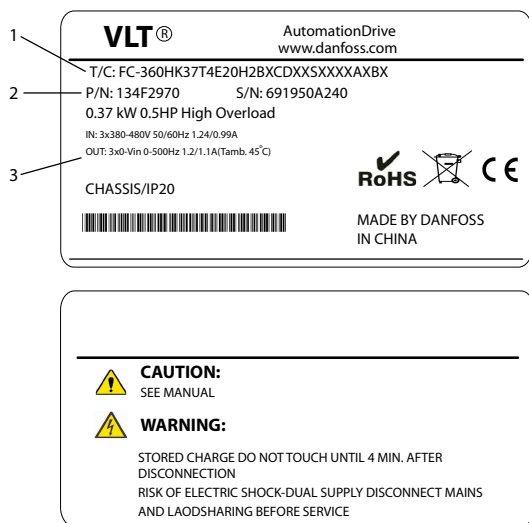 VLT® AutomationDrive
www.danfoss.com
1 T/C: FC-360HK37T4E20H2BXCDXXSXXXXAXBX
2 P/N: 134F2970 S/N: 691950A240
0.37 kW 0.5HP High Overload
IN: 3x380-480V 50/60Hz 1.24/0.99A
3 OUT: 3x0-Vin 0-500Hz 1.2/1.1A(Tamb. 45°C)
RoHS CE
CHASSIS/IP20
MADE BY DANFOSS
IN CHINA
CAUTION:
SEE MANUAL
WARNING:
STORED CHARGE DO NOT TOUCH UNTIL 4 MIN. AFTER
DISCONNECTION
RISK OF ELECTRIC SHOCK-DUAL SUPPLY DISCONNECT MAINS
AND LAODSHARING BEFORE SERVICE